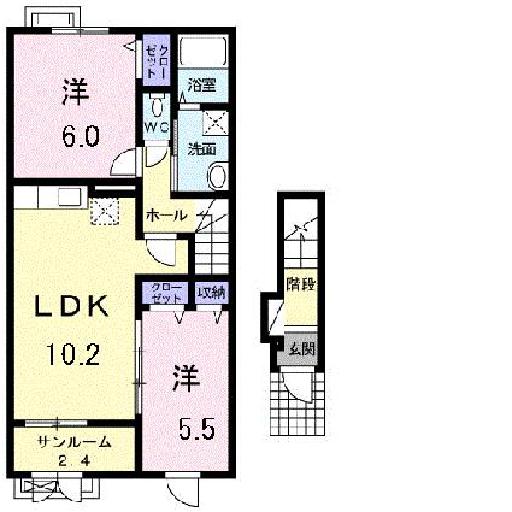 クロー
ゼット
洋
6.0
浴室
WC
洗面
ホール
LDK
10.2
クロー
ゼット
収納
階段
玄関
洋
5.5
サンルーム
2.4